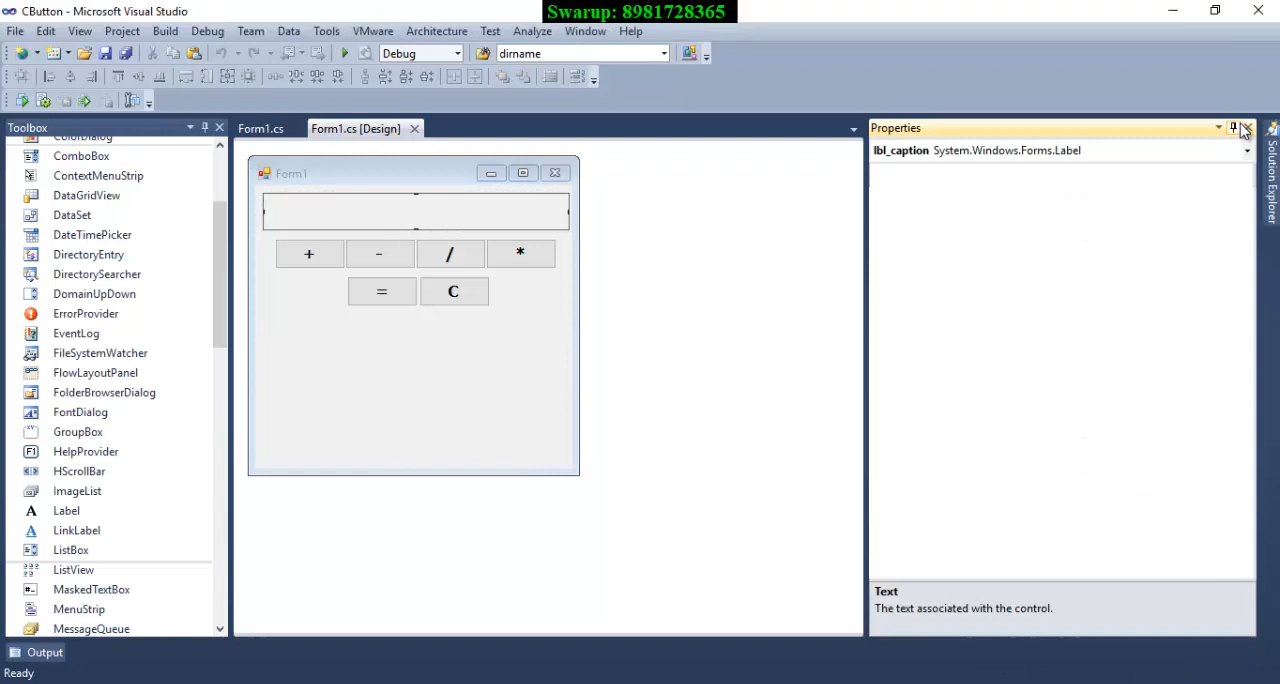 CButton - Microsoft Visual Studio
Swarup: 8981728365
File Edit View Project Build Debug Team Data Tools VMware Architecture Test Analyze Window Help
Debug
dirname
Toolbox
Form1.cs
Form1.cs [Design]
Properties
ColorDialog
ComboBox
ContextMenuStrip
DataGridView
DataSet
DateTimePicker
DirectoryEntry
DirectorySearcher
DomainUpDown
ErrorProvider
EventLog
FileSystemWatcher
FlowLayoutPanel
FolderBrowserDialog
FontDialog
GroupBox
HelpProvider
HScrollBar
ImageList
Label
LinkLabel
ListBox
ListView
MaskedTextBox
MenuStrip
MessageQueue
Form1
+ - / *
= C
lbl_caption System.Windows.Forms.Label
Text
The text associated with the control.
Solution Explorer
Output
Ready